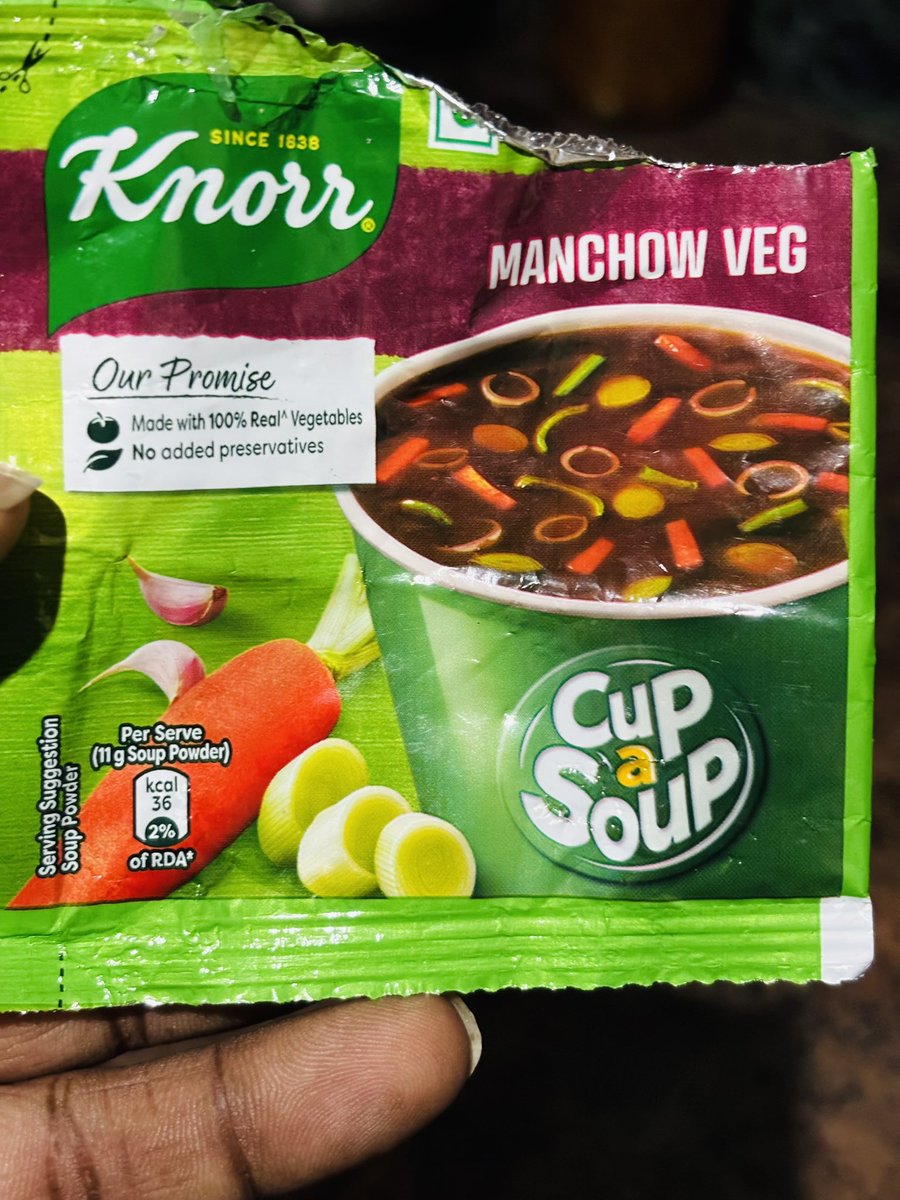 SINCE 1838
Knorr®
MANCHOW VEG
Our Promise
Made with 100% Real^ Vegetables
No added preservatives
Per Serve
(11 g Soup Powder)
kcal
36
2%
of RDA*
Serving Suggestion
Soup Powder
CUP
a
SOUP